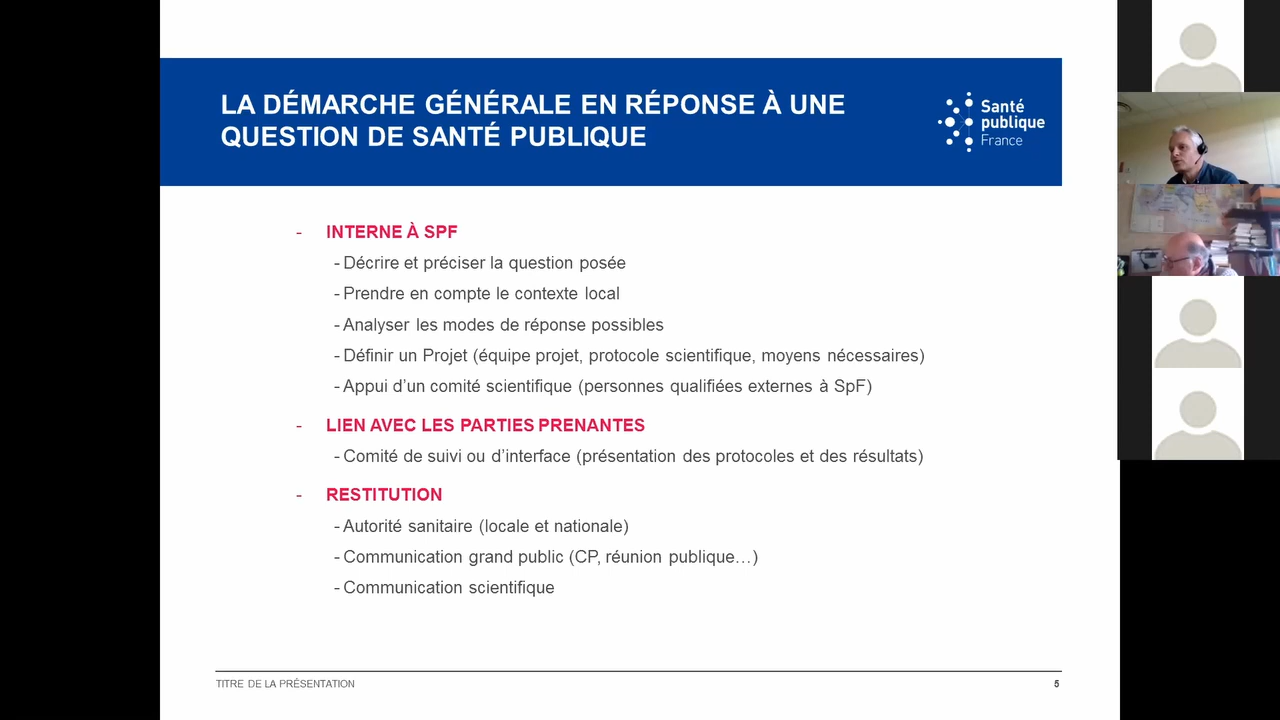 LA DÉMARCHE GÉNÉRALE EN RÉPONSE À UNE
QUESTION DE SANTÉ PUBLIQUE
Santé
publique
France
- INTERNE À SPF
- Décrire et préciser la question posée
- Prendre en compte le contexte local
- Analyser les modes de réponse possibles
- Définir un Projet (équipe projet, protocole scientifique, moyens nécessaires)
- Appui d’un comité scientifique (personnes qualifiées externes à SpF)
- LIEN AVEC LES PARTIES PRENANTES
- Comité de suivi ou d’interface (présentation des protocoles et des résultats)
- RESTITUTION
- Autorité sanitaire (locale et nationale)
- Communication grand public (CP, réunion publique…)
- Communication scientifique
TITRE DE LA PRÉSENTATION
5